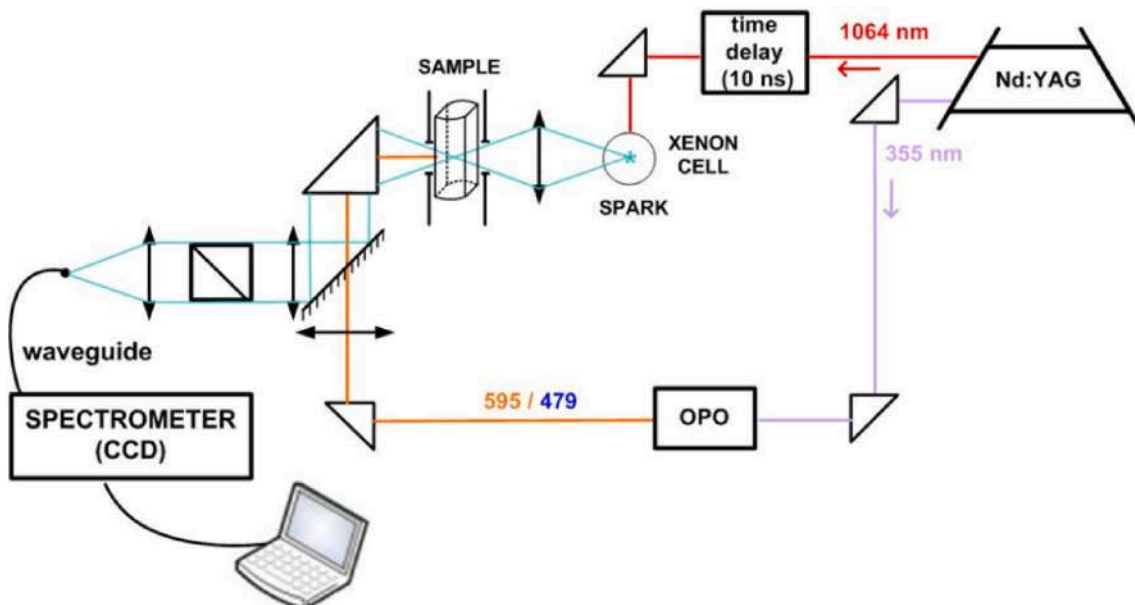 time
delay
(10 ns)
1064 nm
Nd:YAG
SAMPLE
XENON
CELL
355 nm
SPARK
*
waveguide
595 / 479
OPO
SPECTROMETER
(CCD)